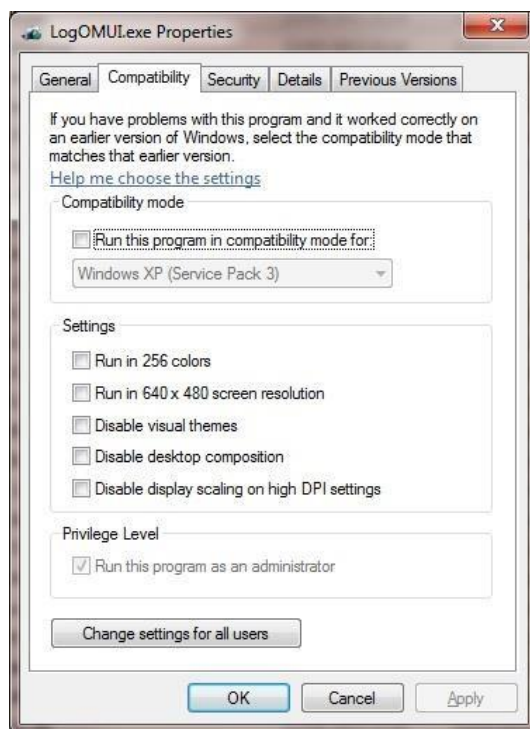 LogOMUI.exe Properties
General Compatibility Security Details Previous Versions
If you have problems with this program and it worked correctly on
an earlier version of Windows, select the compatibility mode that
matches that earlier version.
Help me choose the settings
Compatibility mode
Run this program in compatibility mode for:
Windows XP (Service Pack 3)
Settings
Run in 256 colors
Run in 640 x 480 screen resolution
Disable visual themes
Disable desktop composition
Disable display scaling on high DPI settings
Privilege Level
Run this program as an administrator
Change settings for all users
OK Cancel Apply